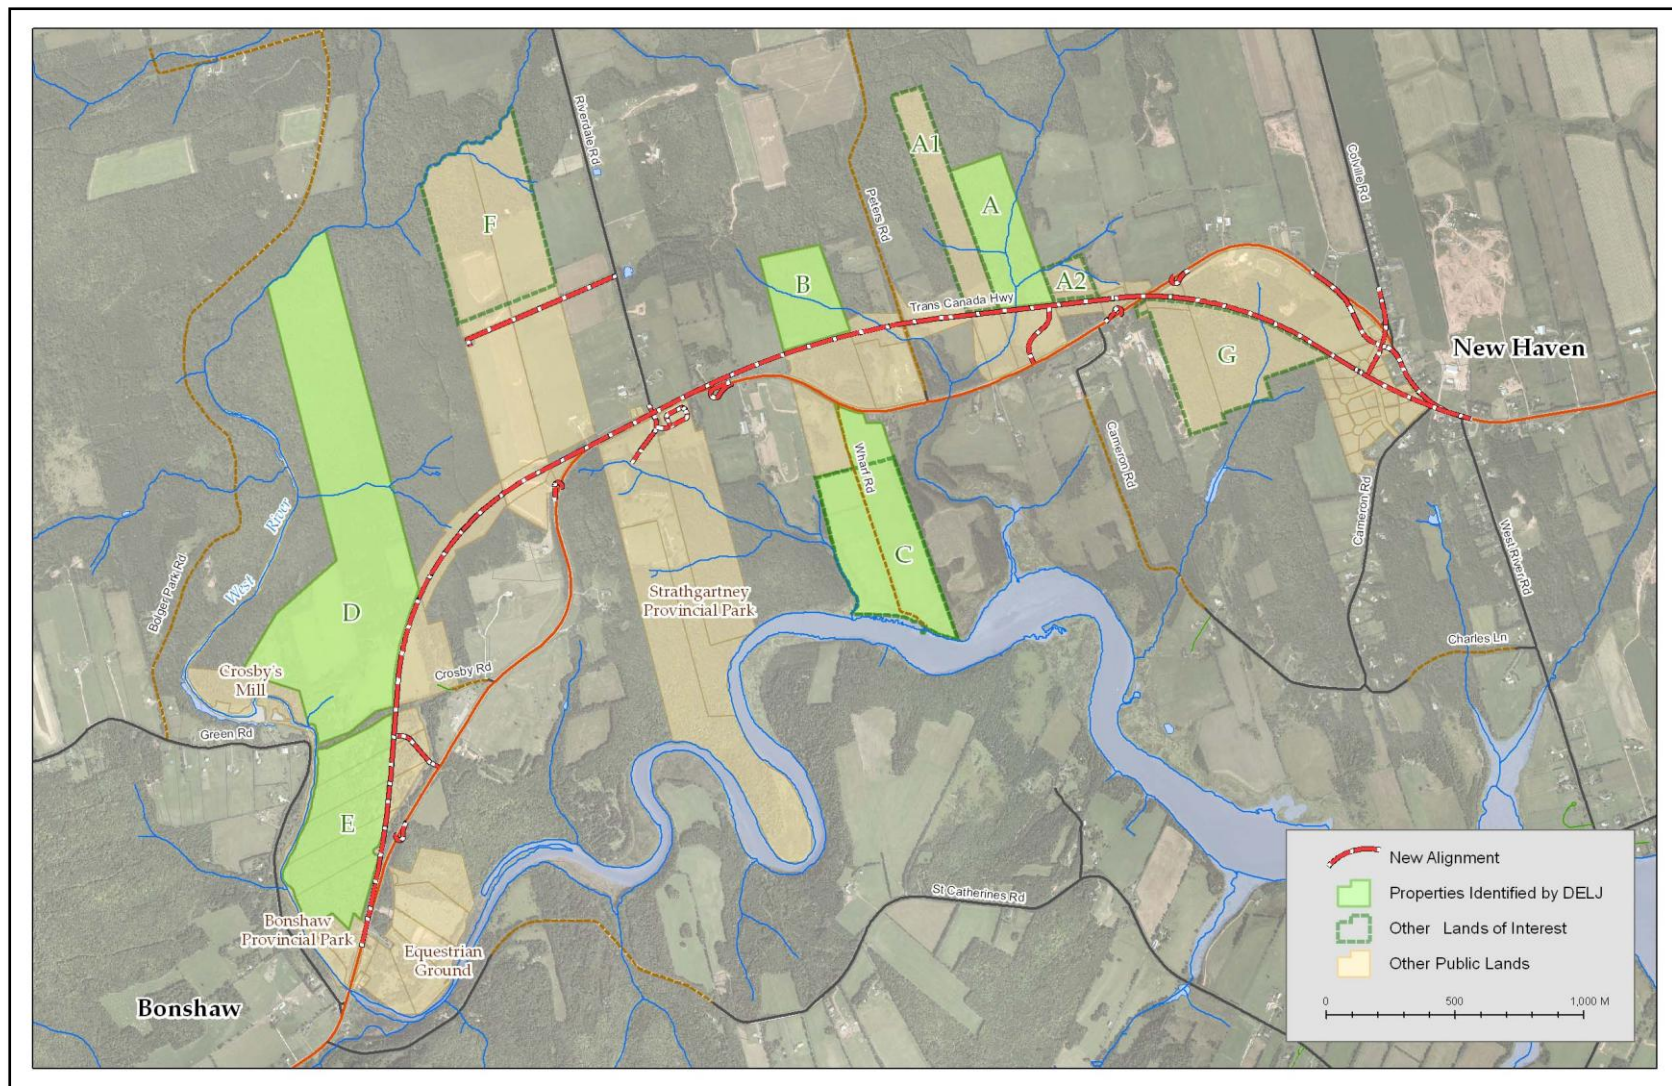 Riverdale Rd
Colville Rd
A1
A
Peters Rd
F
A2
B
Trans Canada Hwy
G
New Haven
Cameron Rd
Wharf Rd
Cameron Rd
West River Rd
C
River
West
Bolger Park Rd
D
Strathgartney
Provincial Park
Charles Ln
Crosby Rd
Crosby's
Mill
Green Rd
E
St Catherines Rd
Bonshaw
Provincial Park
Equestrian
Ground
Bonshaw
New Alignment
Properties Identified by DELJ
Other Lands of Interest
Other Public Lands
0 500 1,000 M